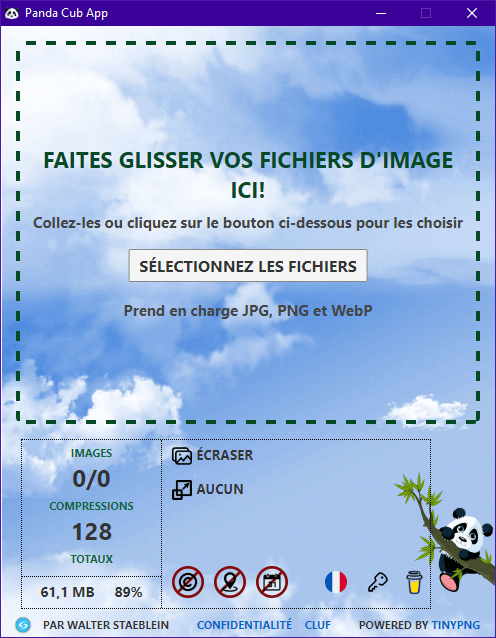 Panda Cub App
FAITES GLISSER VOS FICHIERS D'IMAGE
ICI!
Collez-les ou cliquez sur le bouton ci-dessous pour les choisir
SÉLECTIONNEZ LES FICHIERS
Prend en charge JPG, PNG et WebP
IMAGES
0/0
COMPRESSIONS
128
TOTAUX
61,1 MB 89%
ÉCRASER
AUCUN
31
PAR WALTER STAEBLEIN CONFIDENTIALITÉ CLUF POWERED BY TINYPNG